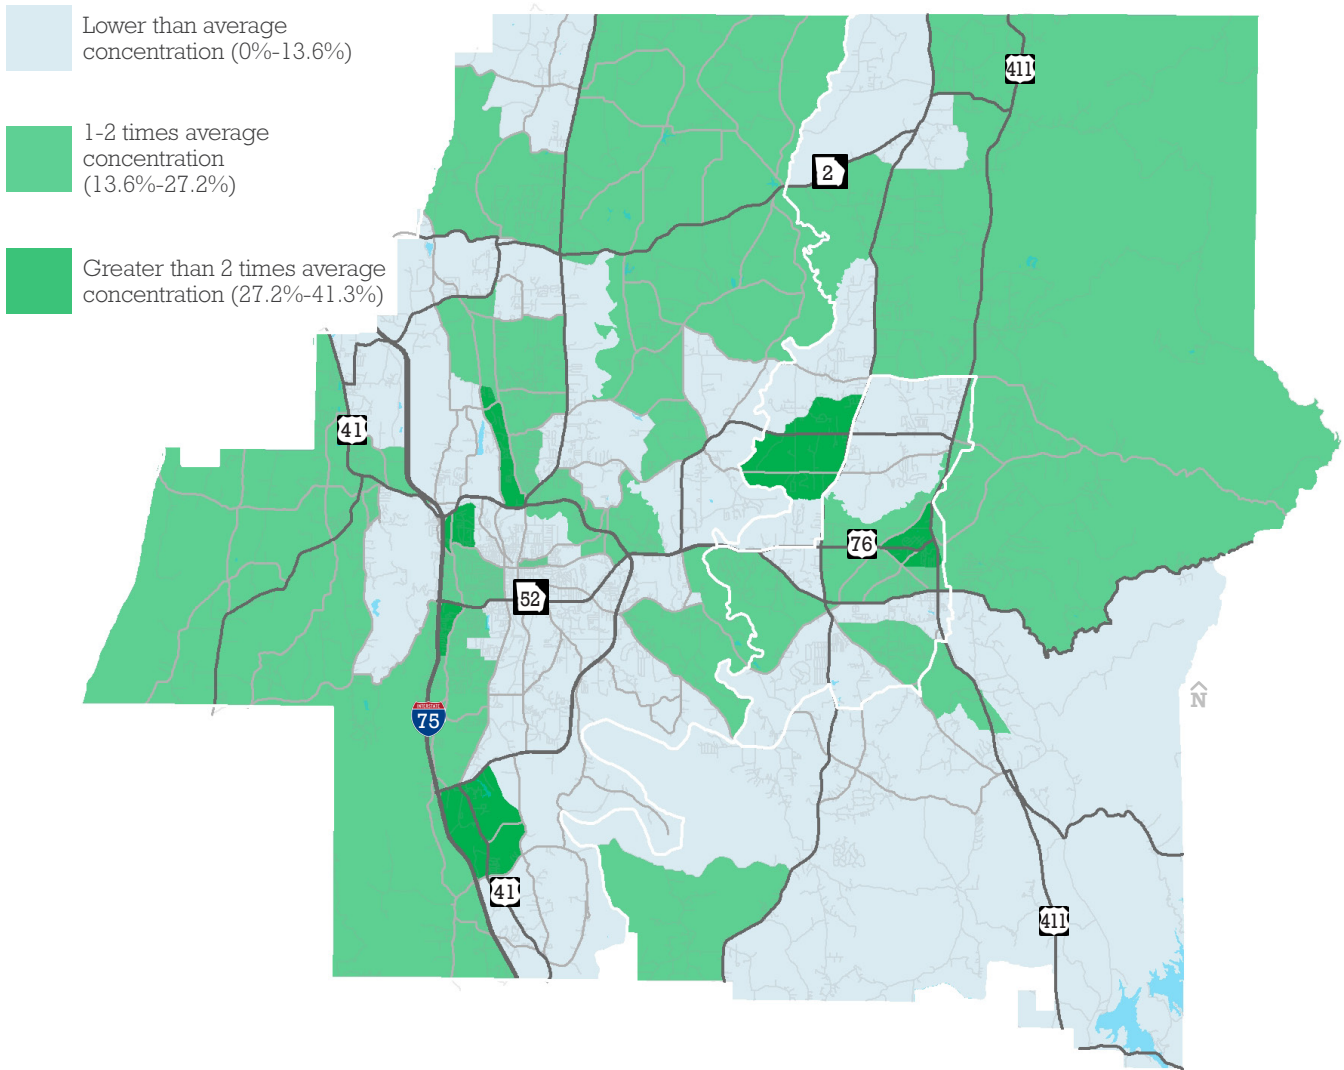 Lower than average
concentration (0%-13.6%)
1-2 times average
concentration
(13.6%-27.2%)
Greater than 2 times average
concentration (27.2%-41.3%)
411
2
41
76
52
N
INTERSTATE
75
41
411